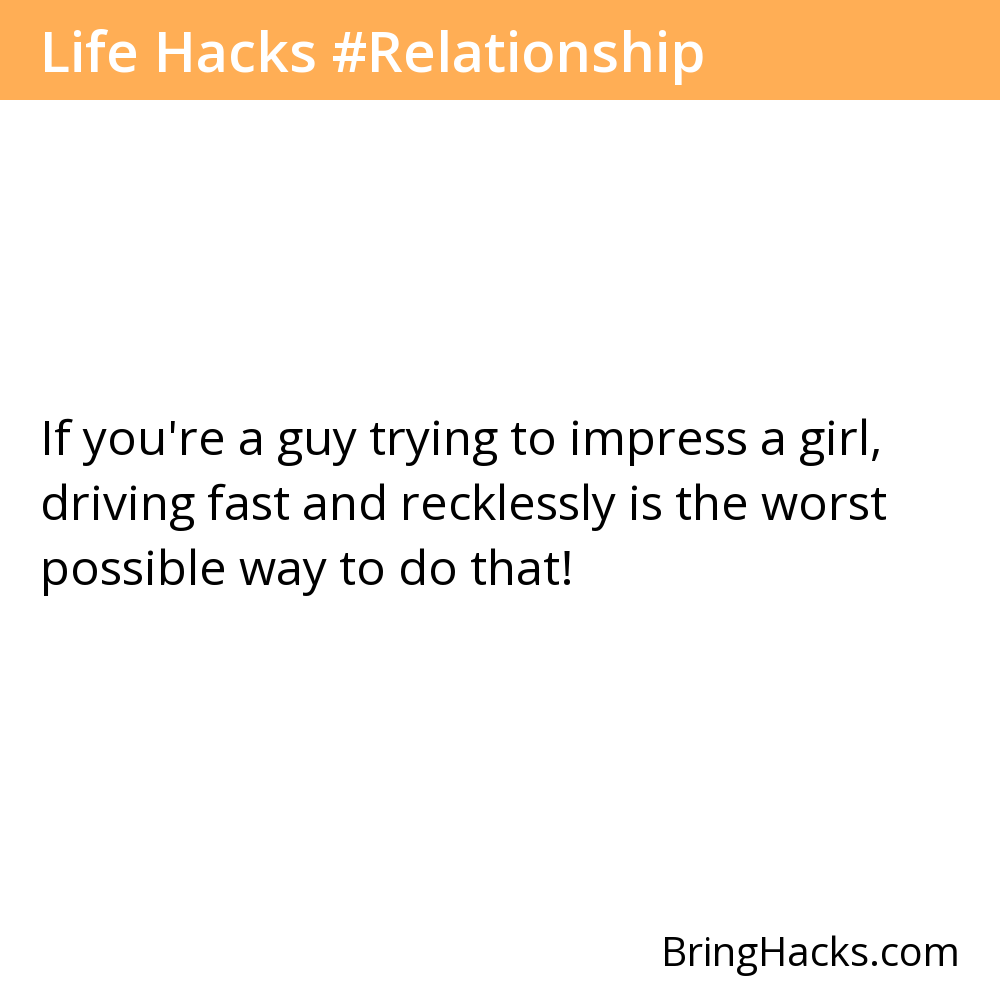 Life Hacks #Relationship
If you're a guy trying to impress a girl,
driving fast and recklessly is the worst
possible way to do that!
BringHacks.com